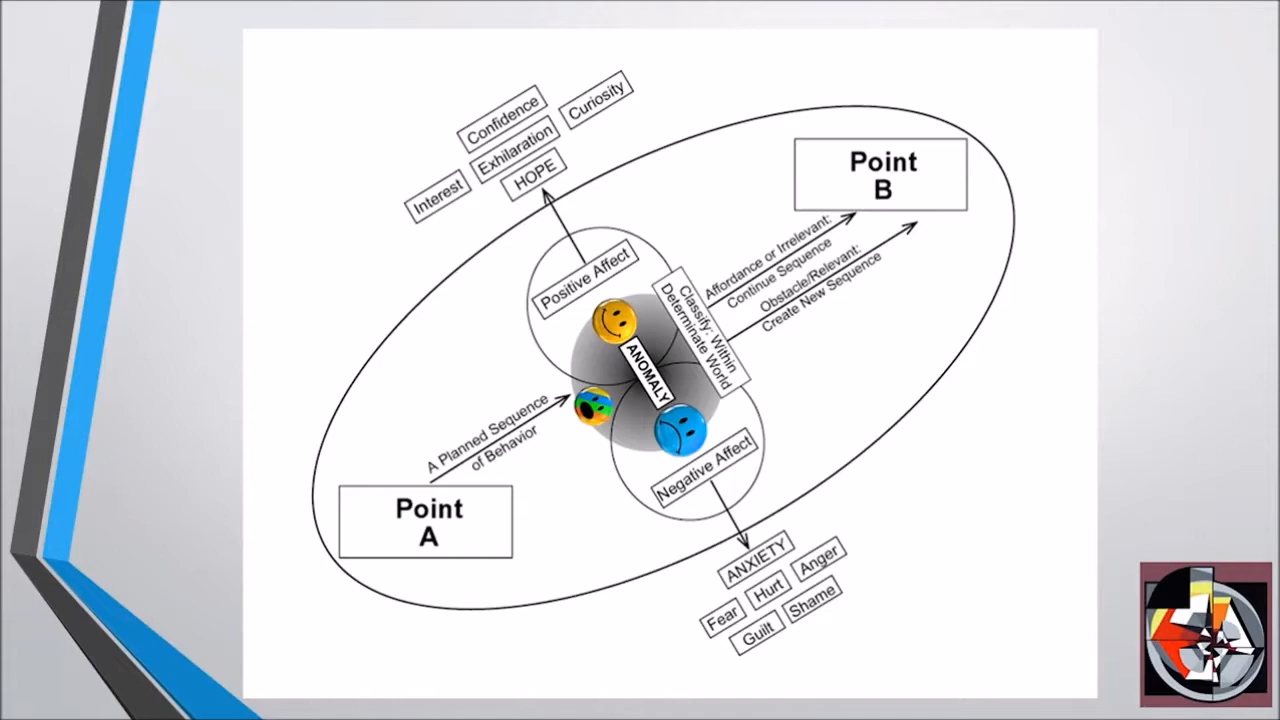 Confidence
Curiosity
Exhilaration
Interest
HOPE
Point
B
Positive Affect
Affordance or Irrelevant:
Continue Sequence
Obstacle/Relevant:
Create New Sequence
Classify: Within
Determinate World
ANOMALY
A Planned Sequence
of Behavior
Negative Affect
Point
A
ANXIETY
Anger
Hurt
Fear
Shame
Guilt